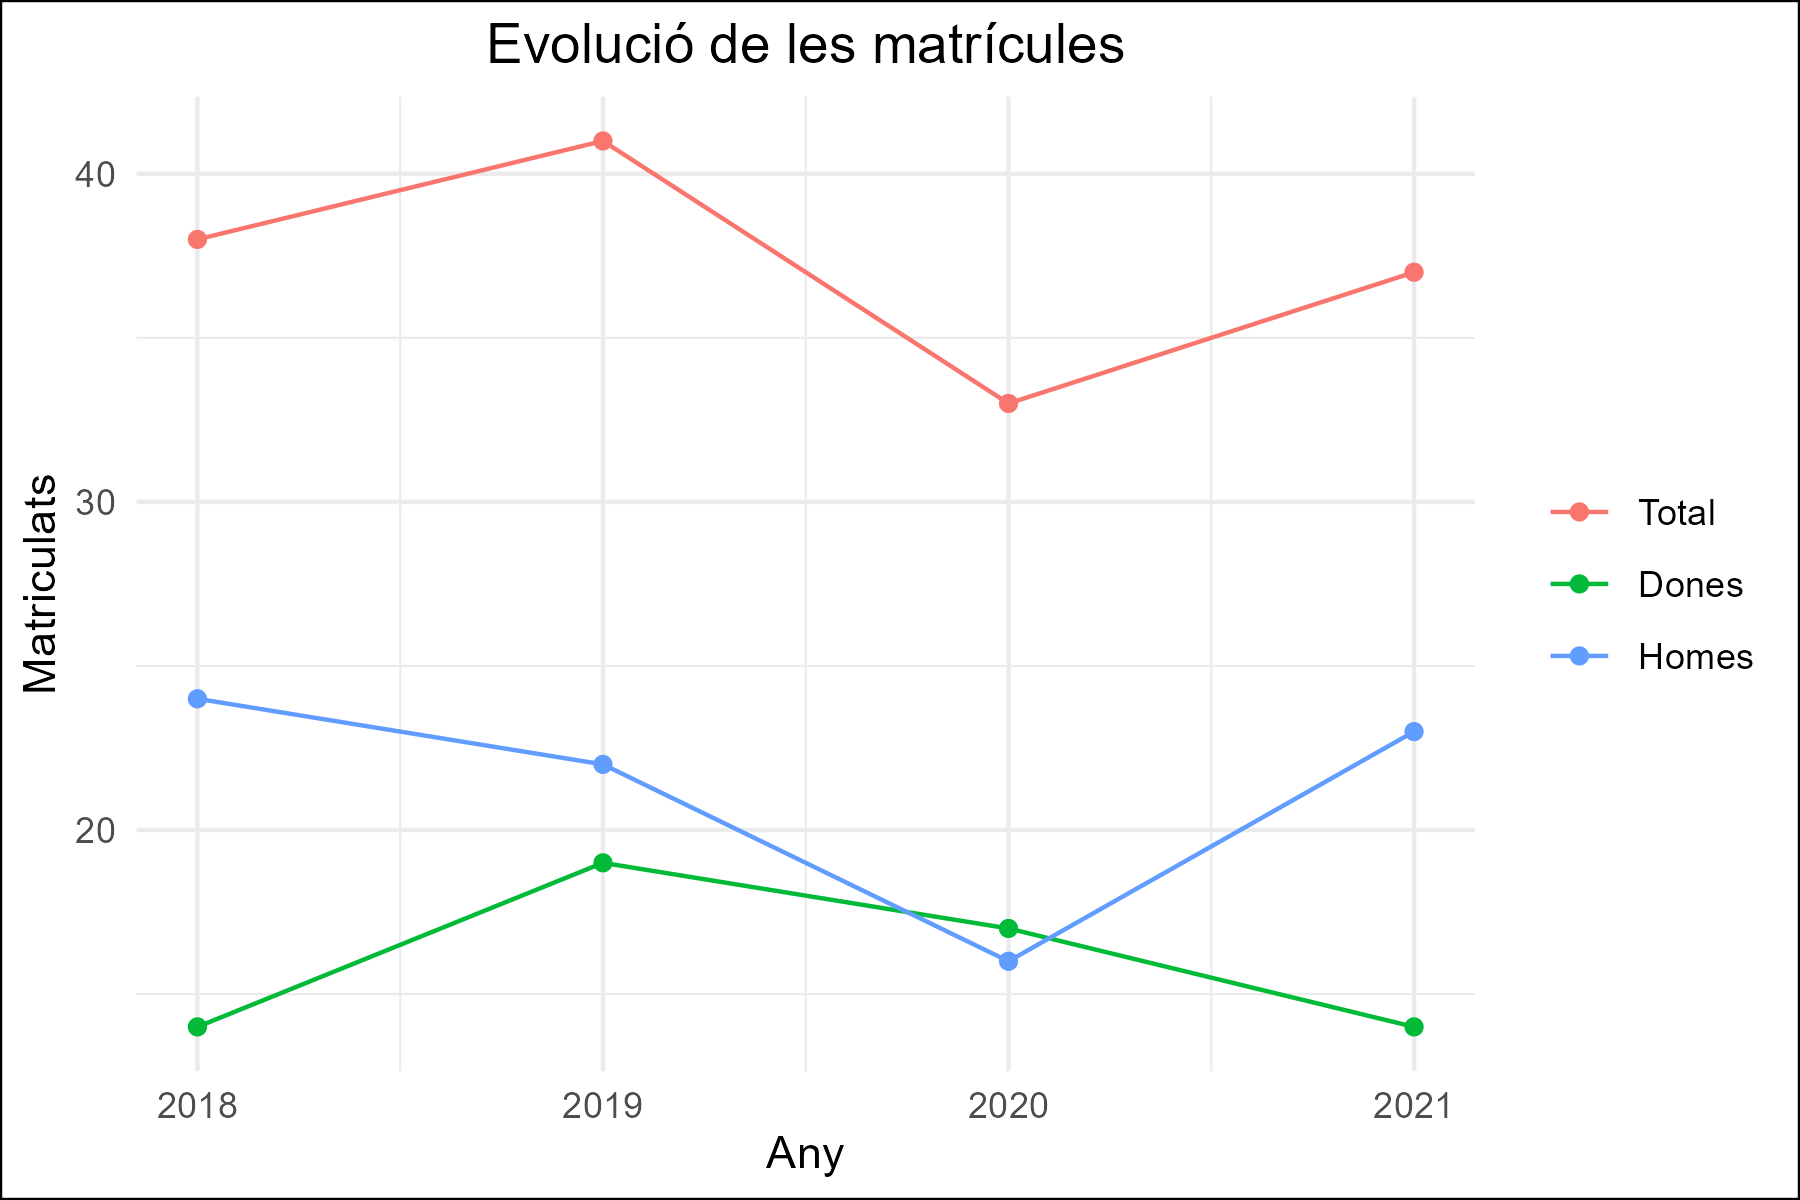 Evolució de les matrícules
Matriculats
40
30
20
2018
2019
2020
2021
Any
Total
Dones
Homes